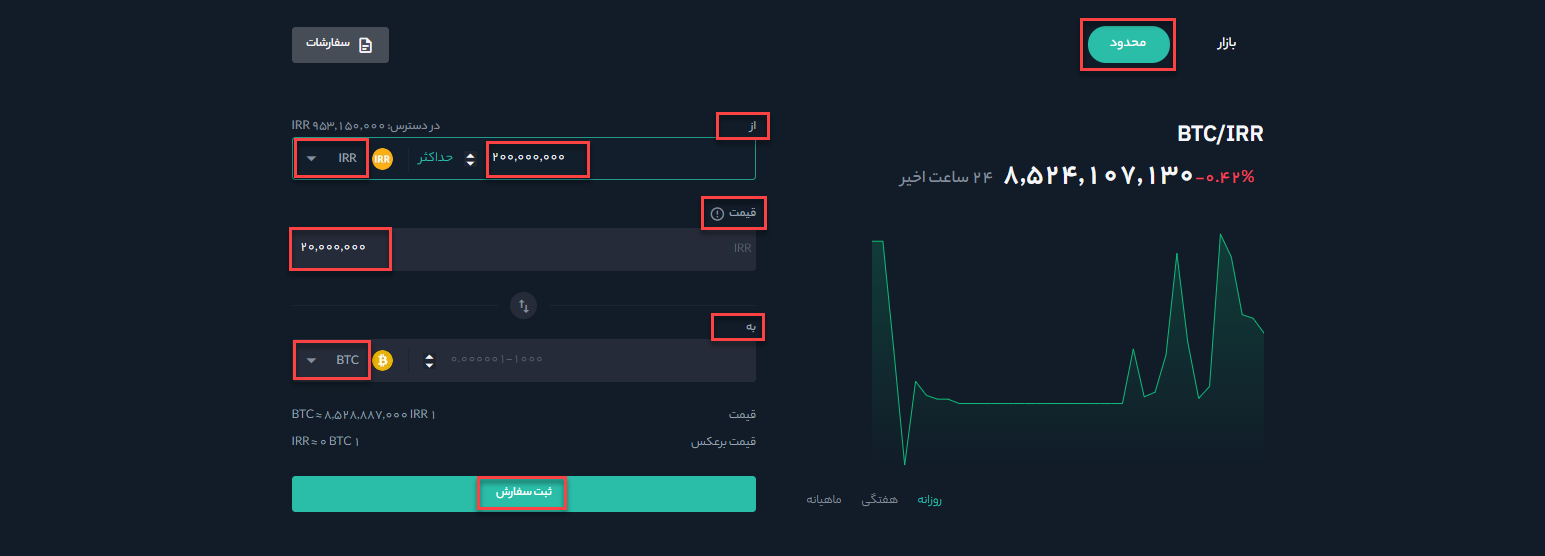 بازار
محدود
سفارشات
BTC/IRR
۸,۵۲۴,۱۰۷,۱۳۰ -۰.۴۲%
۲۴ ساعت اخیر
روزانه
هفتگی
ماهیانه
از
در دسترس: ۹۵۳,۱۵۰,۰۰۰ IRR
۲۰۰,۰۰۰,۰۰۰
حداکثر
IRR
IRR
قیمت
۲۰,۰۰۰,۰۰۰
IRR
به
۰.۰۰۰۰۰۱-۱۰۰۰
BTC
قیمت
۱ BTC ≈ ۸,۵۲۸,۸۸۷,۰۰۰ IRR
قیمت برعکس
۱ IRR ≈ ۰ BTC
ثبت سفارش